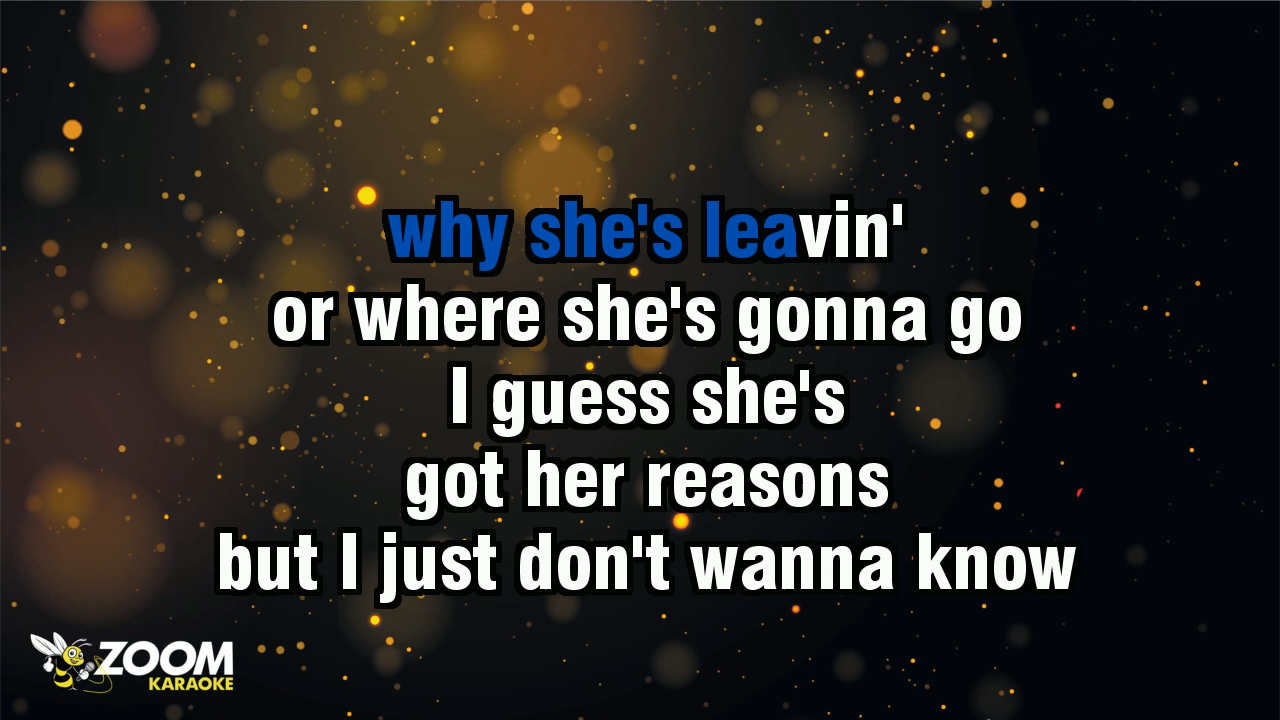 why she's leavin'
or where she's gonna go
I guess she's
got her reasons
but I just don't wanna know
ZOOM
KARAOKE